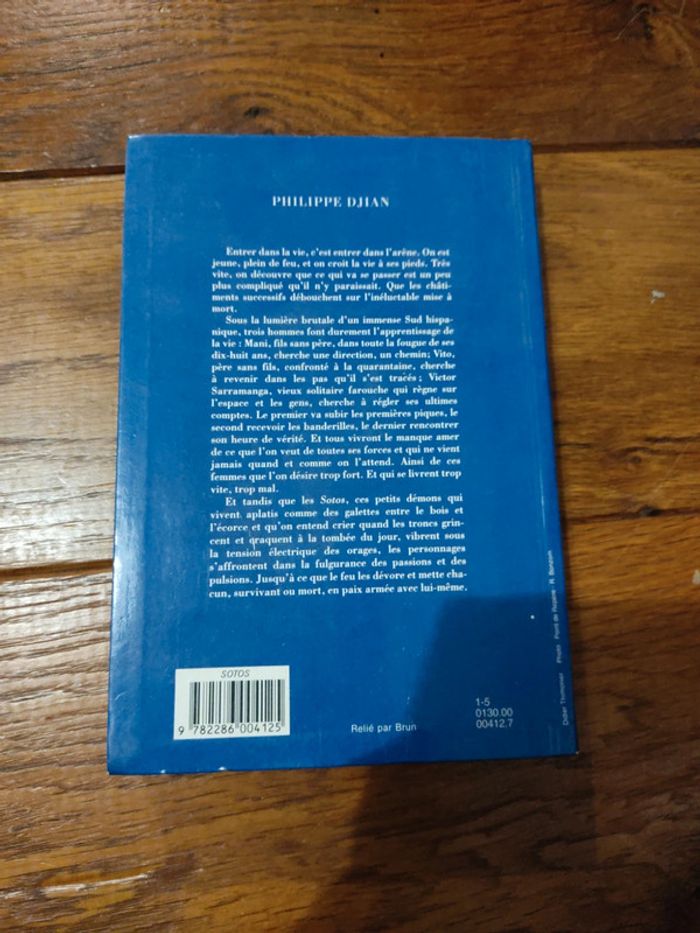 PHILIPPE DJIAN
Entrer dans la vie, c'est entrer dans l'arène. On est
jeune, plein de feu, et on croit la vie à ses pieds. Très
vite, on découvre que ce qui va se passer est un peu
plus compliqué qu'il n'y paraissait. Que les châti-
ments successifs débouchent sur l'inéluctable mise à
mort.
Sous la lumière brutale d'un immense Sud hispa-
nique, trois hommes font durement l'apprentissage de
la vie : Mani, fils sans père, dans toute la fougue de ses
dix-huit ans, cherche une direction, un chemin; Vito,
père sans fils, confronté à la quarantaine, cherche
à revenir dans les pas qu'il s'est tracés ; Victor
Sarramanga, vieux solitaire farouche qui règne sur
l'espace et les gens, cherche à régler ses ultimes
comptes. Le premier va subir les premières piques, le
second recevoir les banderilles, le dernier rencontrer
son heure de vérité. Et tous vivront le manque amer
de ce que l'on veut de toutes ses forces et qui ne vient
jamais quand et comme on l'attend. Ainsi de ces
femmes que l'on désire trop fort. Et qui se livrent trop
vite, trop mal.
Et tandis que les Sotos, ces petits démons qui
vivent aplatis comme des galettes entre le bois et
l'écorce et qu'on entend crier quand les troncs grin-
cent et craquent à la tombée du jour, vibrent sous
la tension électrique des orages, les personnages
s'affrontent dans la fulgurance des passions et des
pulsions. Jusqu'à ce que le feu les dévore et mette cha-
cun, survivant ou mort, en paix armée avec lui-même.
SOTOS
9 782286 004125
Relié par Brun
1-5
0130.00
00412.7
Didier Thimonier Photo : Front de Repère - R.